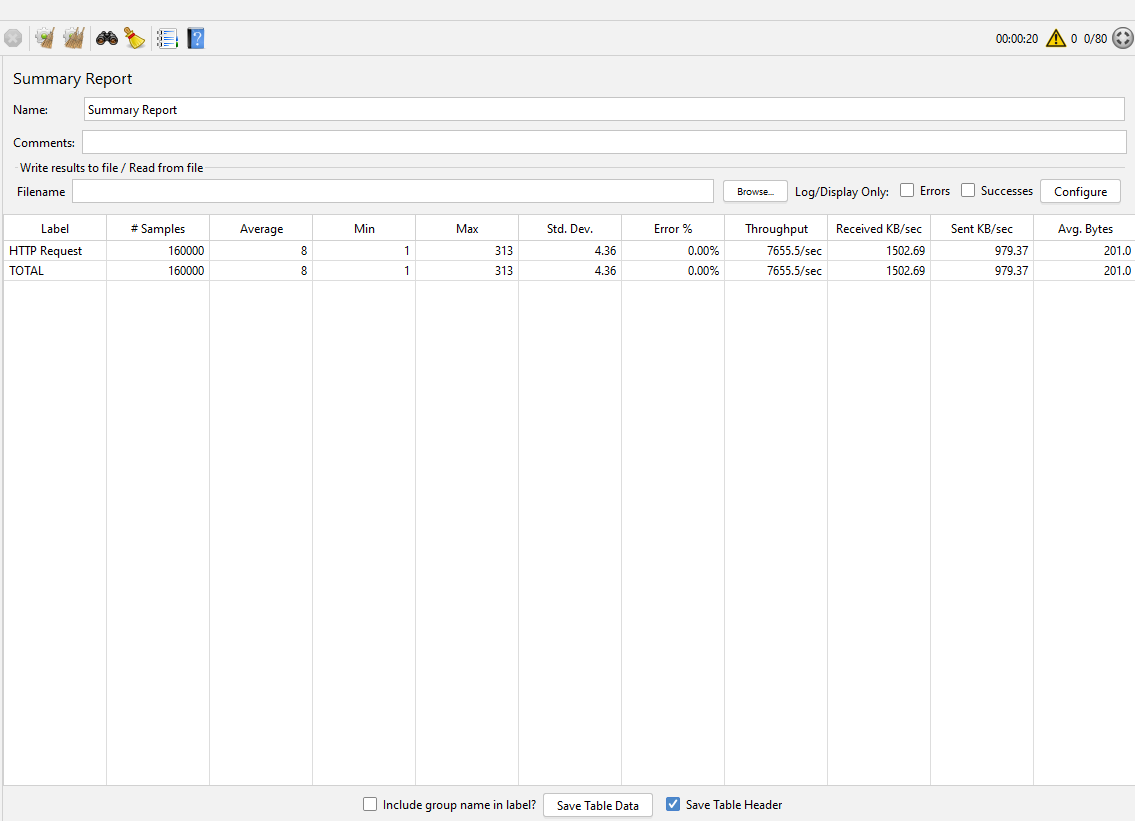 00:00:20 0 0/80
Summary Report
Name: Summary Report
Comments:
Write results to file / Read from file
Filename Browse... Log/Display Only: Errors Successes Configure
Label # Samples Average Min Max Std. Dev. Error % Throughput Received KB/sec Sent KB/sec Avg. Bytes
HTTP Request 160000 8 1 313 4.36 0.00% 7655.5/sec 1502.69 979.37 201.0
TOTAL 160000 8 1 313 4.36 0.00% 7655.5/sec 1502.69 979.37 201.0
Include group name in label? Save Table Data Save Table Header